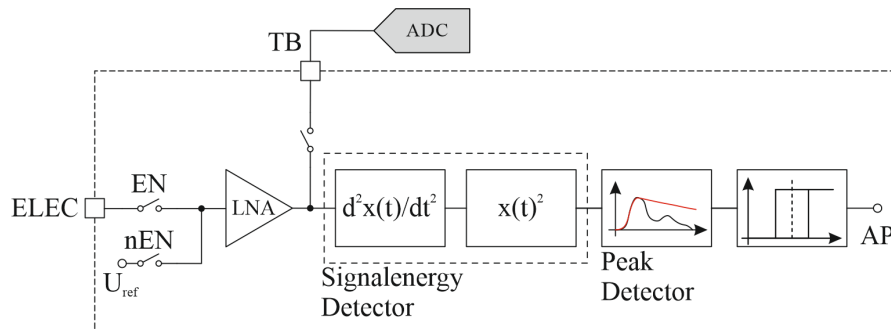 ADC
TB
EN
ELEC
LNA
nEN
Uref
d²x(t)/dt²
x(t)²
Signalenergy
Detector
Peak
Detector
AP